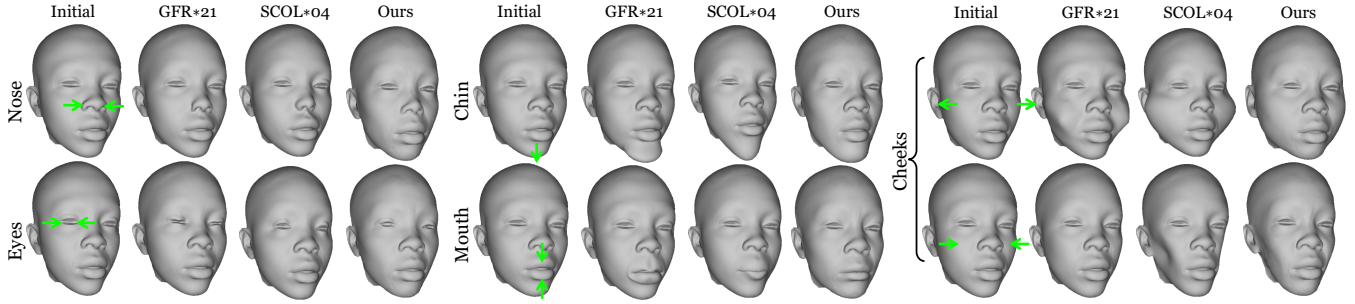 Initial GFR*21 SCOL*04 Ours Initial GFR*21 SCOL*04 Ours Initial GFR*21 SCOL*04 Ours
Nose
Chin
Cheeks
Eyes
Mouth